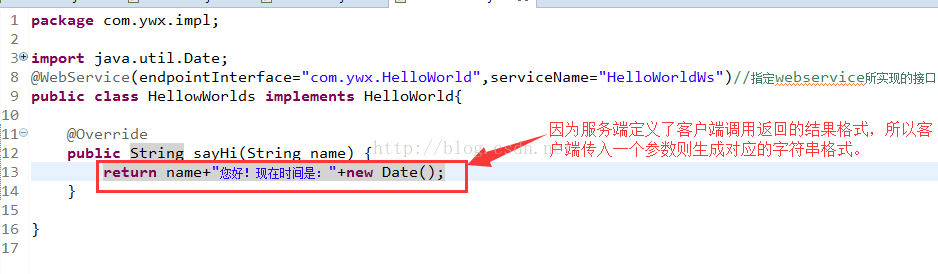 1 package com.ywx.impl;
2
3 import java.util.Date;
8 @WebService(endpointInterface="com.ywx.HelloWorld",serviceName="HelloWorldWs")//指定webservice所实现的接口
9 public class HellowWorlds implements HelloWorld{
10
11 @Override
12 public String sayHi(String name) {
13 return name+"您好！现在时间是："+new Date();
14 }
15
16 }
17
因为服务端定义了客户端调用返回的结果格式，所以客
户端传入一个参数则生成对应的字符串格式。
http://blog.csdn.n